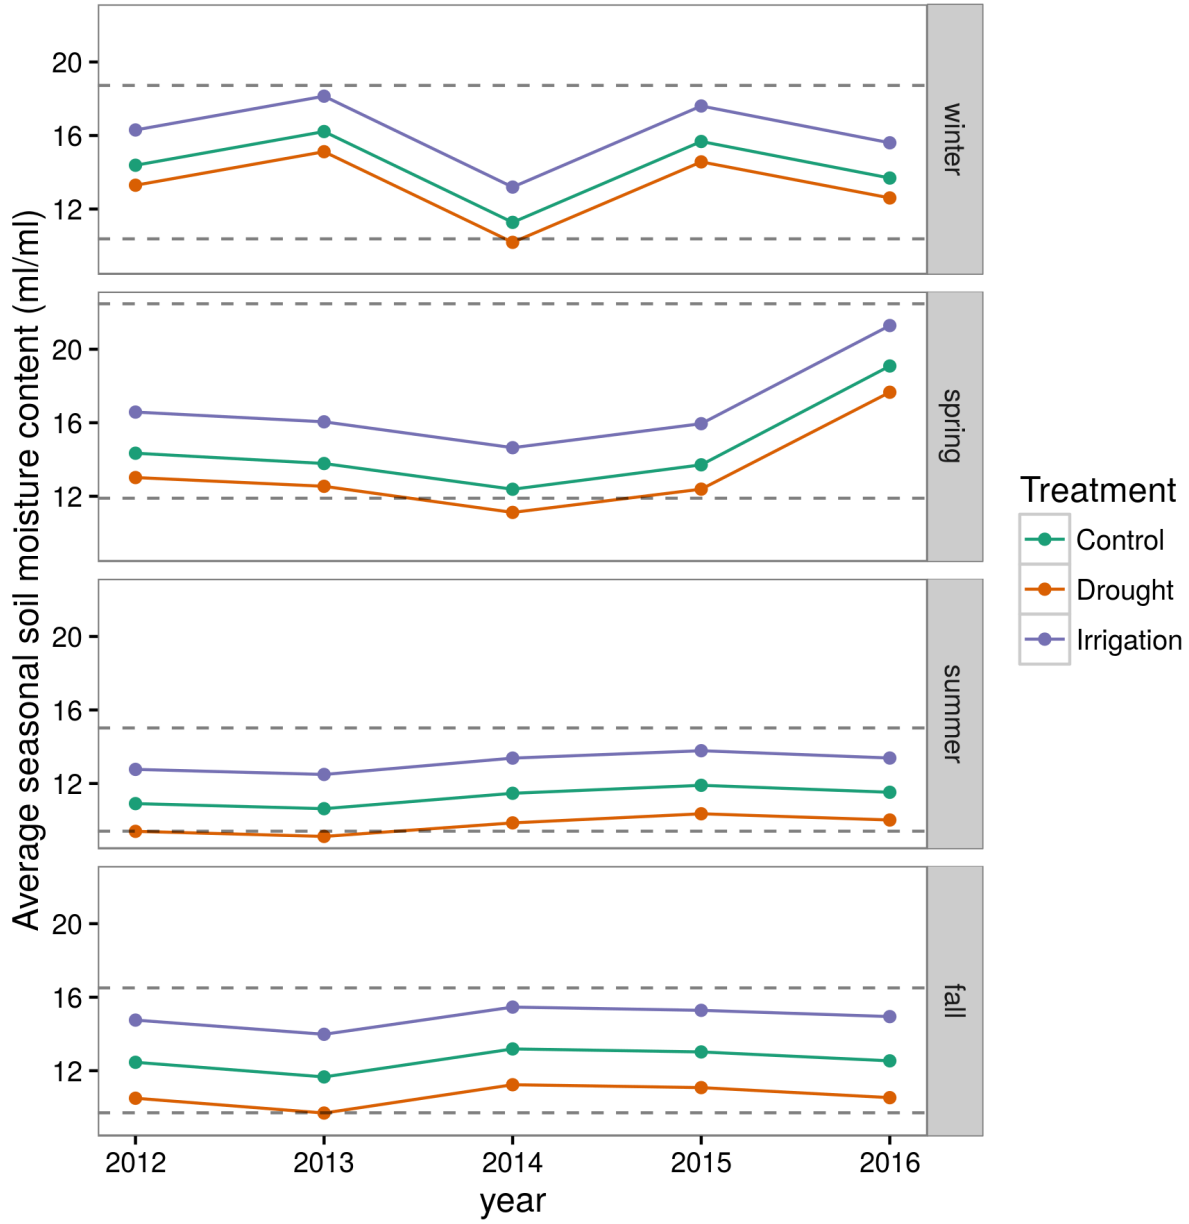 Average seasonal soil moisture content (ml/ml)
20
16
12
winter
20
16
12
spring
20
16
12
summer
20
16
12
fall
2012 2013 2014 2015 2016
year
Treatment
Control
Drought
Irrigation